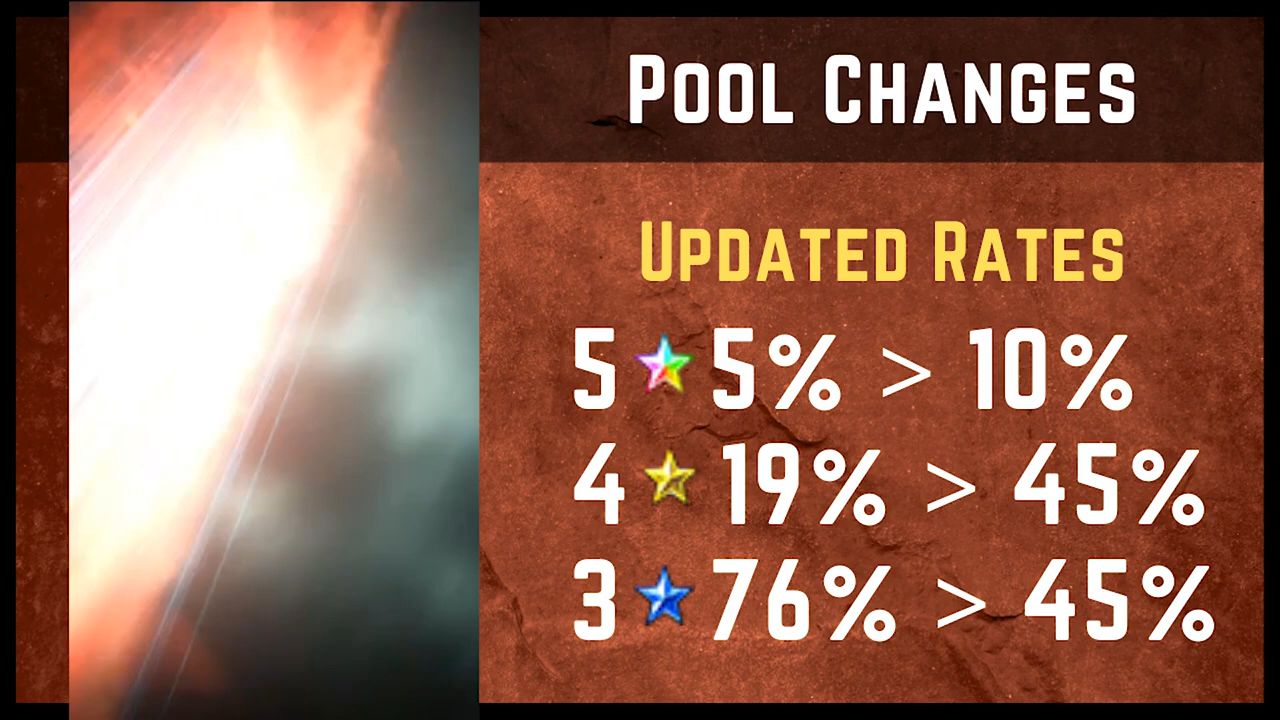 Pool Changes
Updated Rates
5 5% > 10%
4 19% > 45%
3 76% > 45%